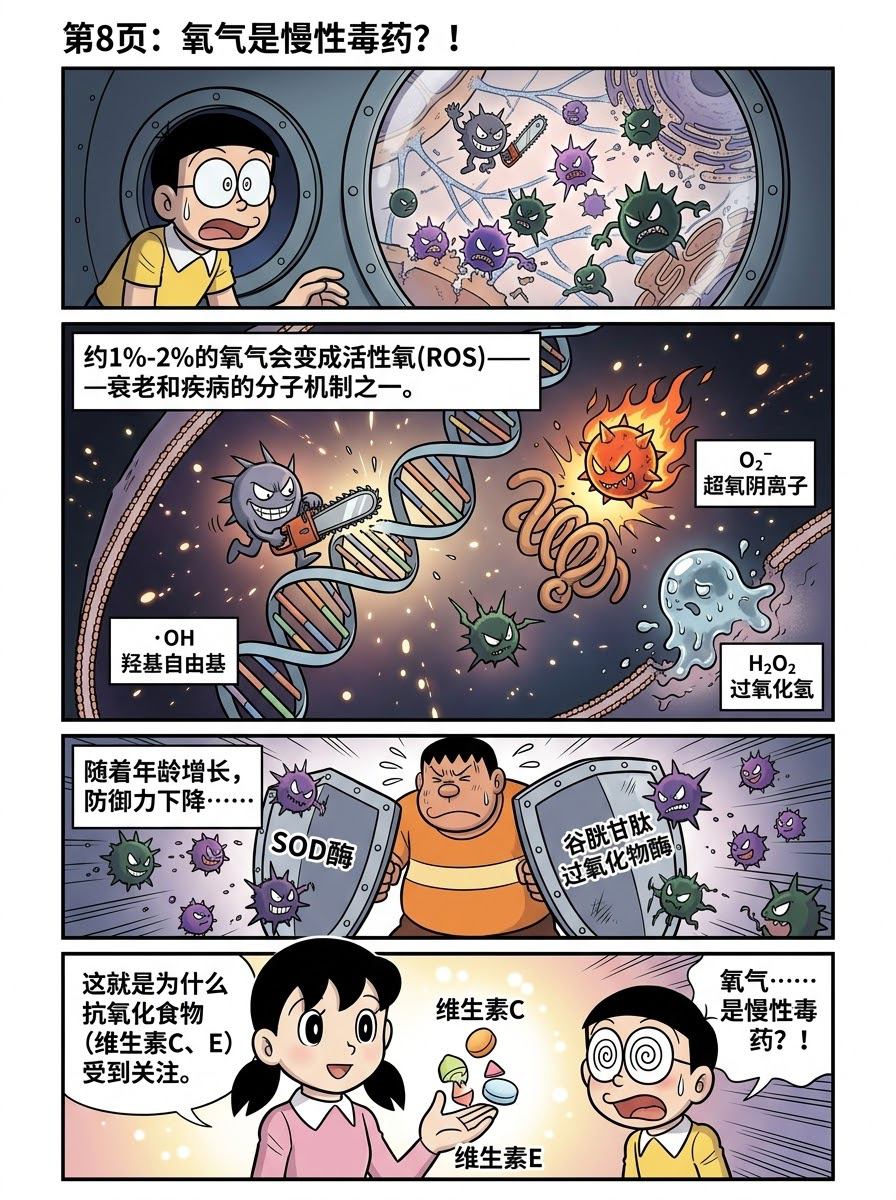 第8页：氧气是慢性毒药？！
约1%-2%的氧气会变成活性氧(ROS)——
—衰老和疾病的分子机制之一。
O₂⁻
超氧阴离子
·OH
羟基自由基
H₂O₂
过氧化氢
随着年龄增长，
防御力下降……
SOD酶
谷胱甘肽
过氧化物酶
这就是为什么
抗氧化食物
（维生素C、E）
受到关注。
维生素C
维生素E
氧气……
是慢性毒
药？！